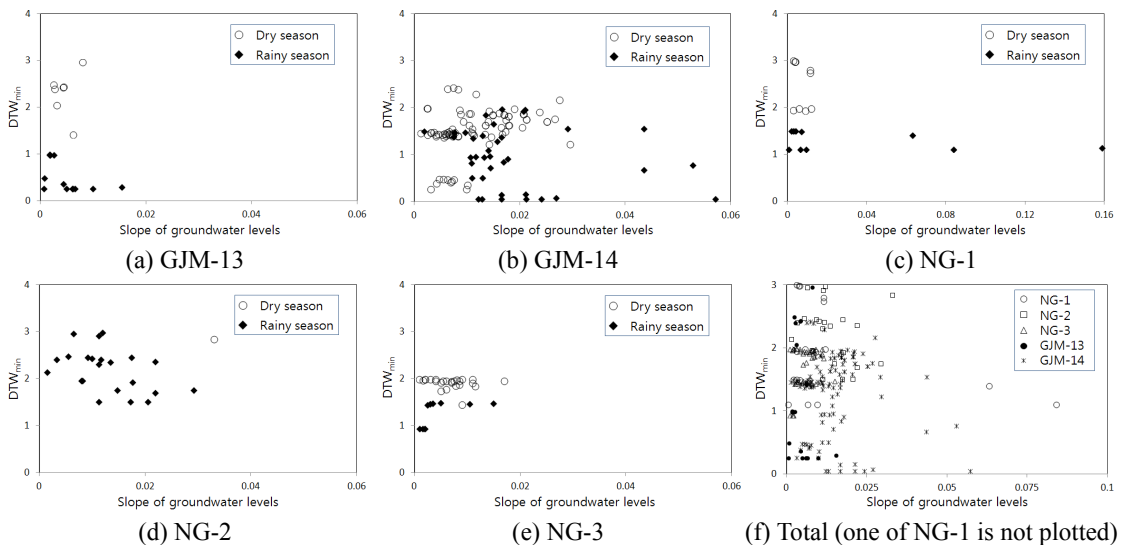 4
3
2
1
0
DTWmin
0
0.02
0.04
0.06
Slope of groundwater levels
Dry season
Rainy season
(a) GJM-13
4
3
2
1
0
DTWmin
0
0.02
0.04
0.06
Slope of groundwater levels
Dry season
Rainy season
(b) GJM-14
4
3
2
1
0
DTWmin
0
0.04
0.08
0.12
0.16
Slope of groundwater levels
Dry season
Rainy season
(c) NG-1
4
3
2
1
0
DTWmin
0
0.02
0.04
0.06
Slope of groundwater levels
Dry season
Rainy season
(d) NG-2
4
3
2
1
0
DTWmin
0
0.02
0.04
0.06
Slope of groundwater levels
Dry season
Rainy season
(e) NG-3
3
2
1
0
DTWmin
0
0.025
0.05
0.075
0.1
Slope of groundwater levels
NG-1
NG-2
NG-3
GJM-13
GJM-14
(f) Total (one of NG-1 is not plotted)